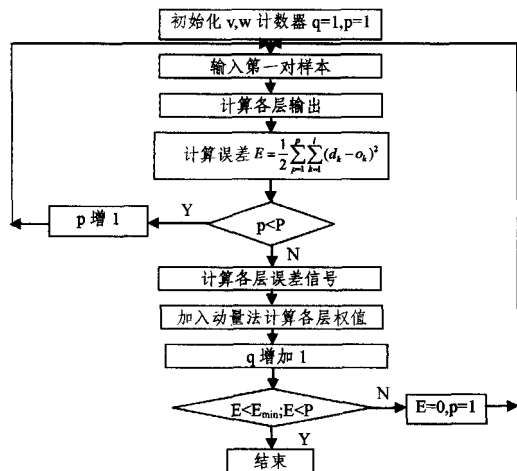 初始化 v,w 计数器 q=1,p=1
输入第一对样本
计算各层输出
计算误差 E = \frac{1}{2}\sum_{p=1}^{p}\sum_{k=1}^{l}(d_k-o_k)^2
p<P
Y
p 增 1
N
计算各层误差信号
加入动量法计算各层权值
q 增加 1
E<E_{min};E<P
N
E=0,p=1
Y
结束